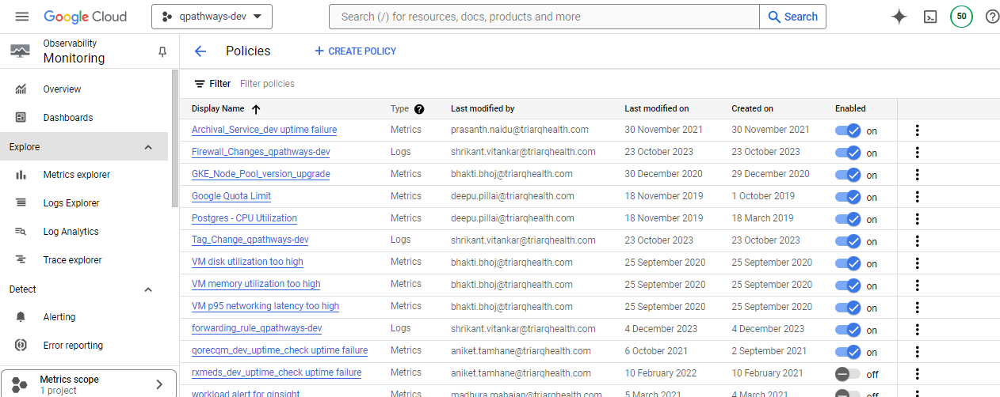 Google Cloud
qpathways-dev
Search (/) for resources, docs, products and more
Search
50
Observability
Monitoring
Overview
Dashboards
Explore
Metrics explorer
Logs Explorer
Log Analytics
Trace explorer
Detect
Alerting
Error reporting
Metrics scope
1 project
Policies
+ CREATE POLICY
Filter Filter policies
Display Name Type Last modified by Last modified on Created on Enabled
Archival_Service_dev uptime failure Metrics prasanth.naidu@triarqhealth.com 30 November 2021 30 November 2021 on
Firewall_Changes_qpathways-dev Logs shrikant.vitankar@triarqhealth.com 23 October 2023 23 October 2023 on
GKE_Node_Pool_version_upgrade Metrics bhakti.bhoj@triarqhealth.com 30 December 2020 29 December 2020 on
Google Quota Limit Metrics deepu.pillai@triarqhealth.com 18 November 2019 1 October 2019 on
Postgres - CPU Utilization Metrics deepu.pillai@triarqhealth.com 18 November 2019 18 March 2019 on
Tag_Change_qpathways-dev Logs shrikant.vitankar@triarqhealth.com 23 October 2023 23 October 2023 on
VM disk utilization too high Metrics bhakti.bhoj@triarqhealth.com 25 September 2020 25 September 2020 on
VM memory utilization too high Metrics bhakti.bhoj@triarqhealth.com 25 September 2020 25 September 2020 on
VM p95 networking latency too high Metrics bhakti.bhoj@triarqhealth.com 25 September 2020 25 September 2020 on
forwarding_rule_qpathways-dev Logs shrikant.vitankar@triarqhealth.com 4 December 2023 4 December 2023 on
qorecqm_dev_uptime_check uptime failure Metrics aniket.tamhane@triarqhealth.com 6 October 2021 2 September 2021 on
rxmeds_dev_uptime_check uptime failure Metrics aniket.tamhane@triarqhealth.com 10 February 2022 10 February 2021 off
workload alert for qinsight Metrics madhura.mahajan@triarqhealth.com 5 March 2021 4 March 2021 off